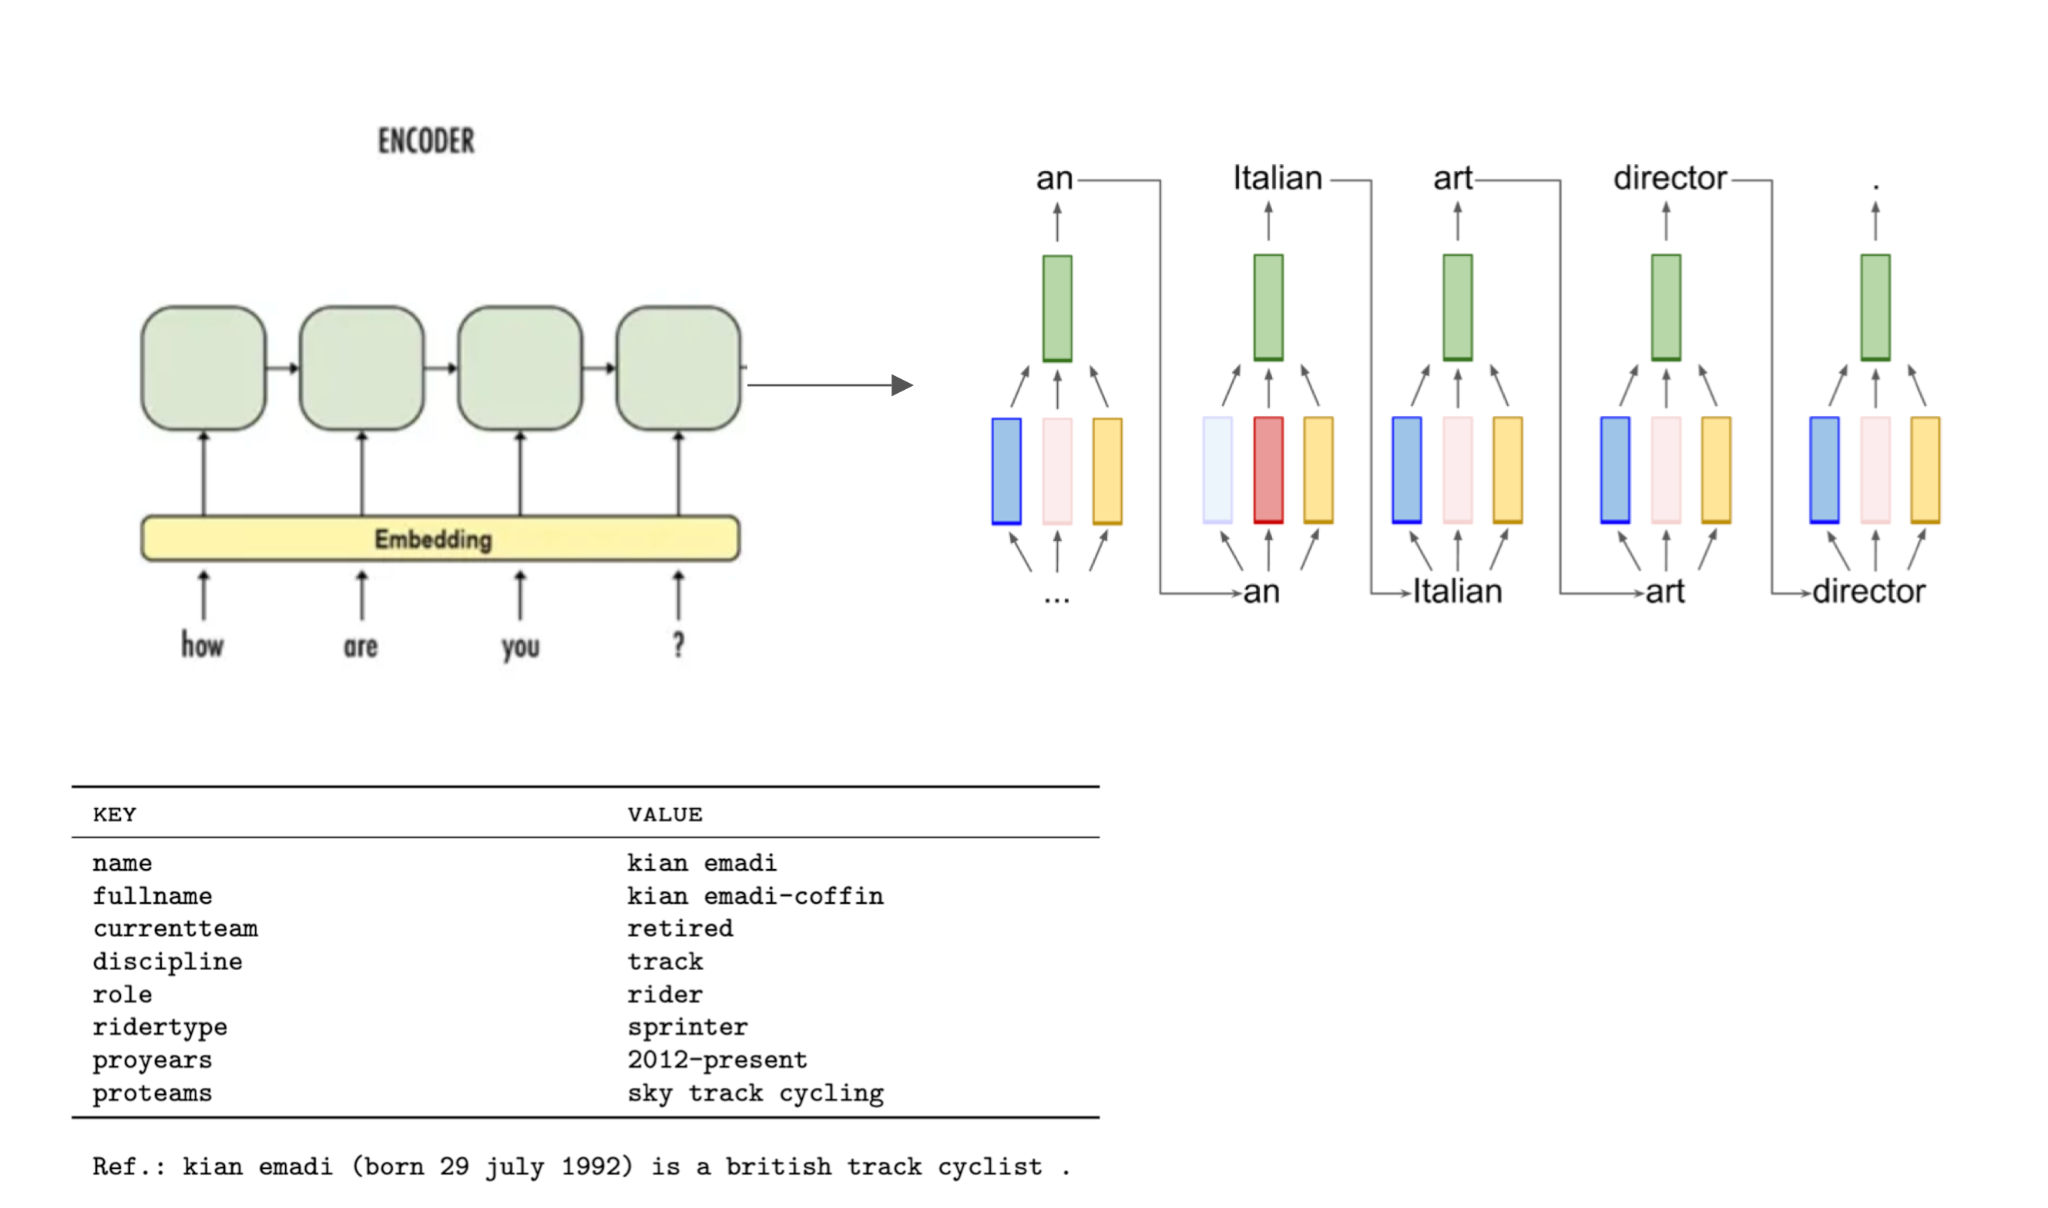 ENCODER
an Italian art director .
Embedding
... an Italian art director
how are you ?
KEY VALUE
name kian emadi
fullname kian emadi-coffin
currentteam retired
discipline track
role rider
ridertype sprinter
proyears 2012-present
proteams sky track cycling
Ref.: kian emadi (born 29 july 1992) is a british track cyclist .